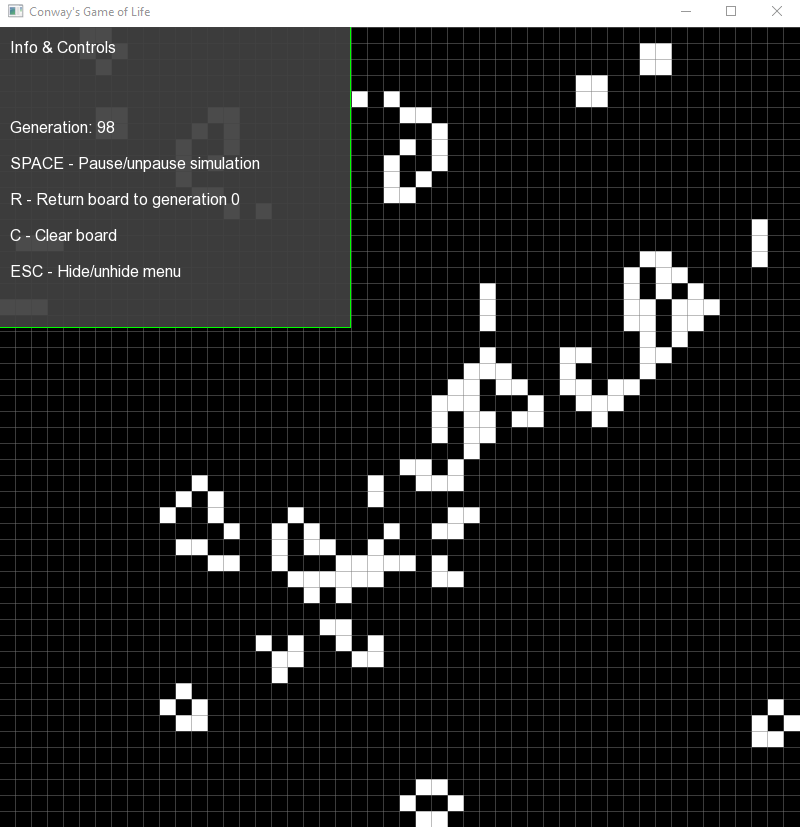 Conway's Game of Life
Info & Controls
Generation: 98
SPACE - Pause/unpause simulation
R - Return board to generation 0
C - Clear board
ESC - Hide/unhide menu